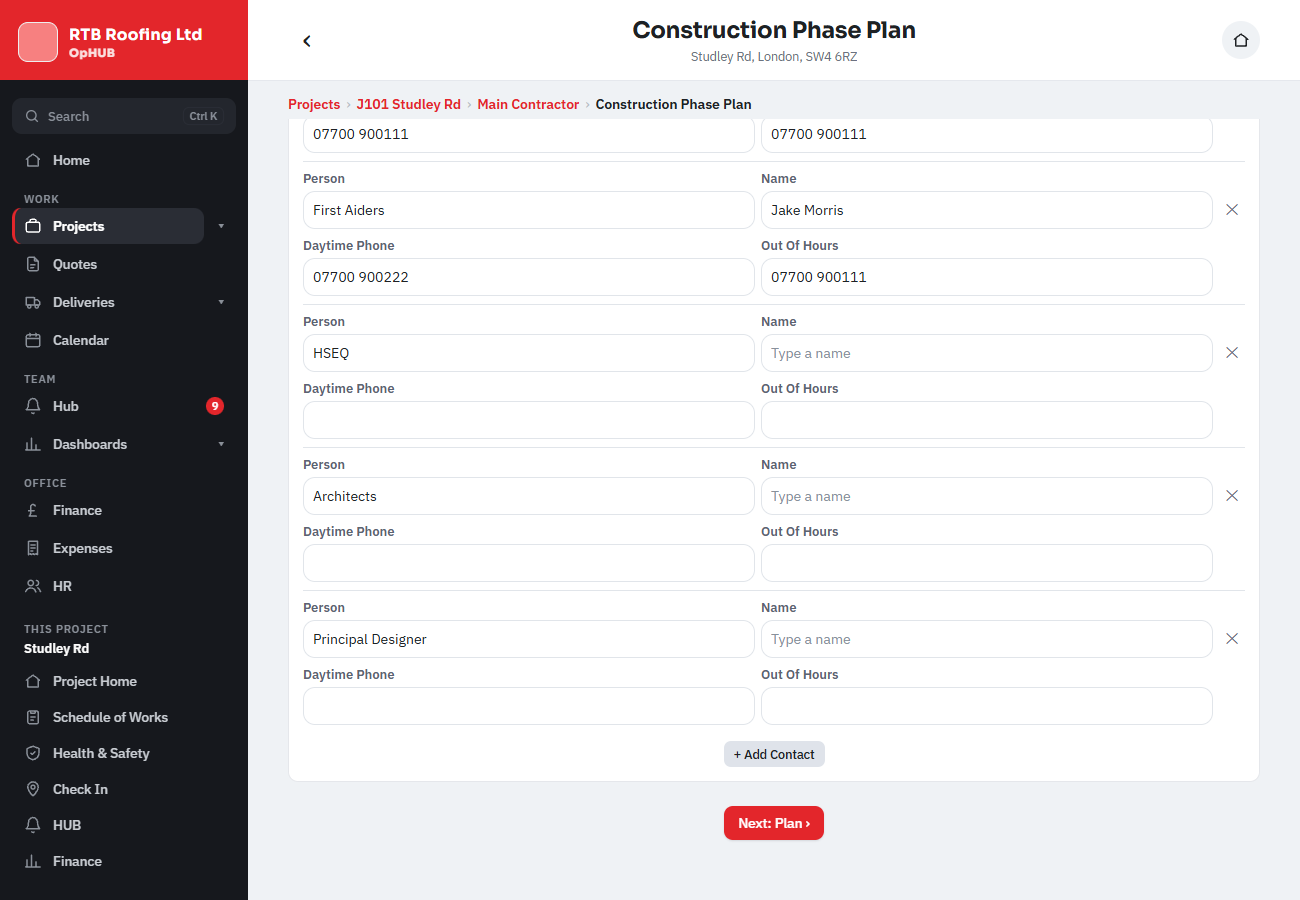 RTB Roofing Ltd
OpHUB
Search
Ctrl K
Home
WORK
Projects
Quotes
Deliveries
Calendar
TEAM
Hub
9
Dashboards
OFFICE
Finance
Expenses
HR
THIS PROJECT
Studley Rd
Project Home
Schedule of Works
Health & Safety
Check In
HUB
Finance
Construction Phase Plan
Studley Rd, London, SW4 6RZ
Projects › J101 Studley Rd › Main Contractor › Construction Phase Plan
07700 900111 07700 900111
Person Name
First Aiders Jake Morris
Daytime Phone Out Of Hours
07700 900222 07700 900111
Person Name
HSEQ Type a name
Daytime Phone Out Of Hours
Person Name
Architects Type a name
Daytime Phone Out Of Hours
Person Name
Principal Designer Type a name
Daytime Phone Out Of Hours
+ Add Contact
Next: Plan ›